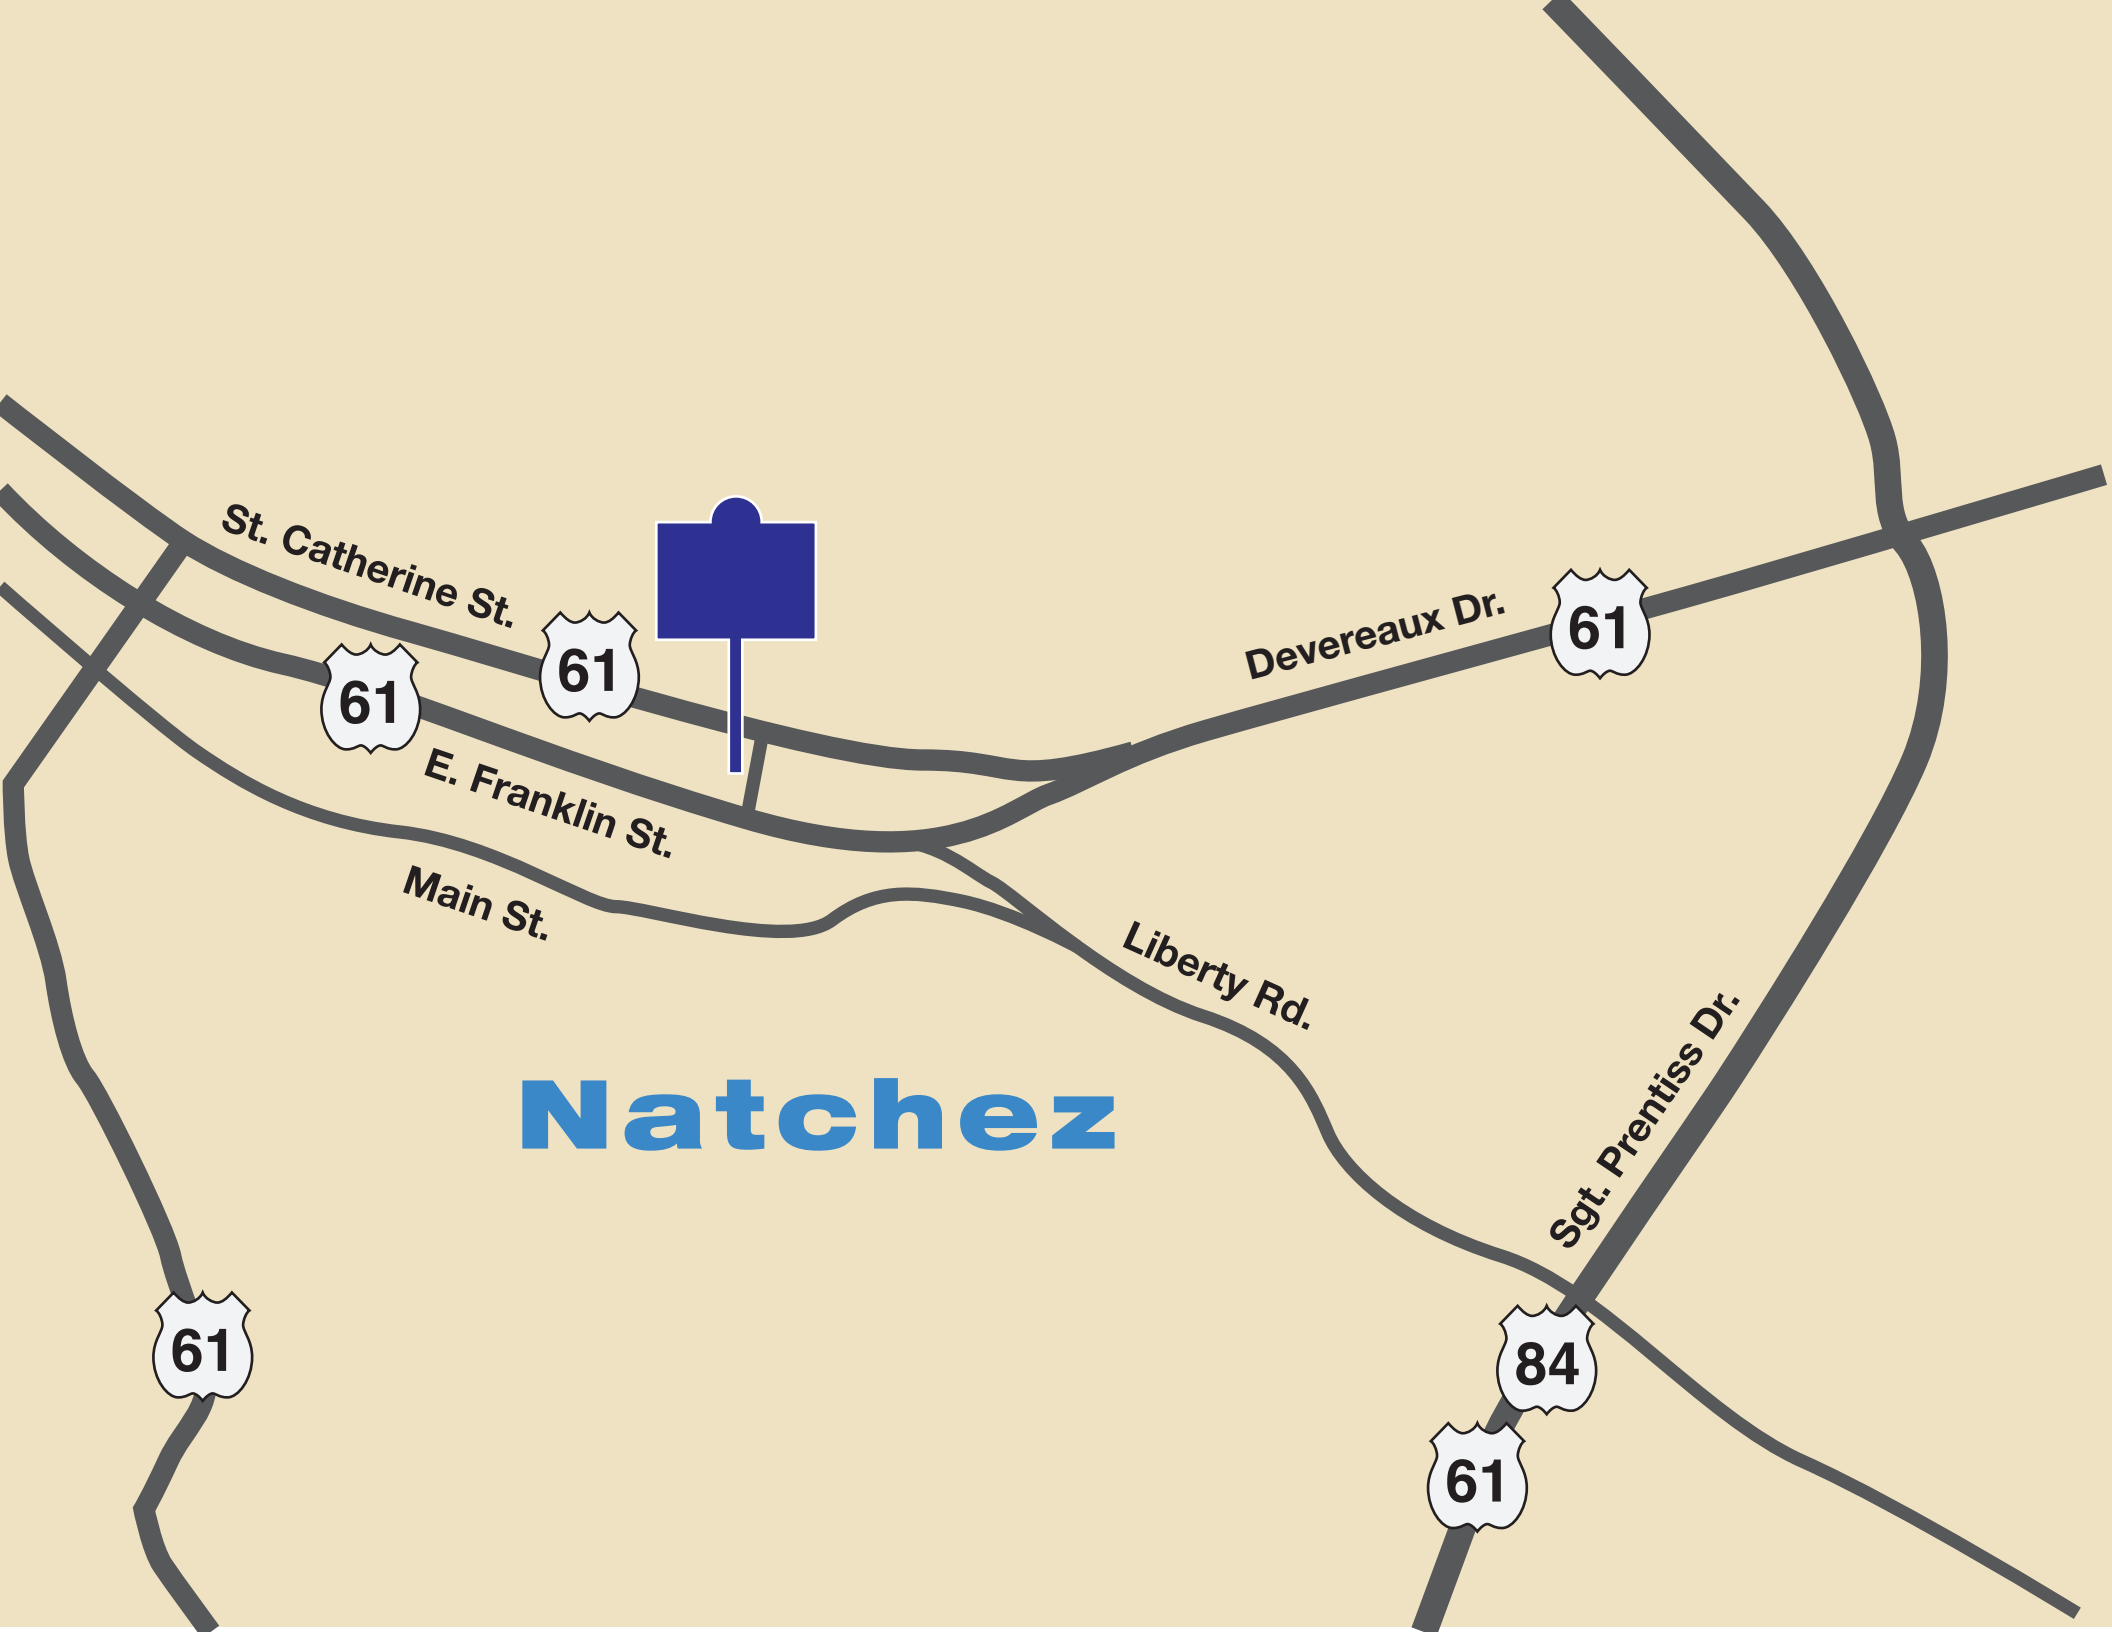 St. Catherine St.
61
Devereaux Dr.
61
61
E. Franklin St.
Main St.
Liberty Rd.
Sgt. Prentiss Dr.
Natchez
61
84
61